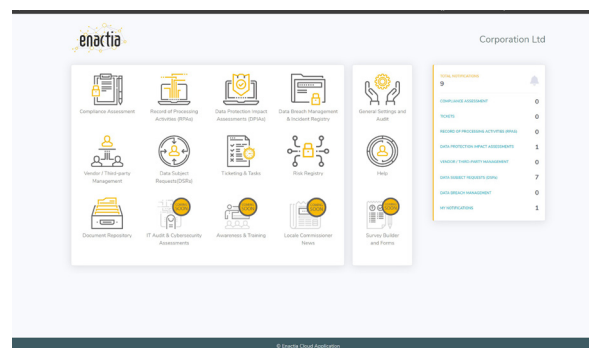 enactia
Corporation Ltd
Compliance Assessment
Record of Processing
Activities (RPAs)
Data Protection Impact
Assessments (DPIAs)
Data Breach Management
& Incident Registry
General Settings and
Audit
Vendor / Third-party
Management
Data Subject
Requests(DSRs)
Ticketing & Tasks
Risk Registry
Help
Document Repository
IT Audit & Cybersecurity
Assessments
Awareness & Training
Locale Commissioner
News
Survey Builder
and Forms
TOTAL NOTIFICATIONS
9
COMPLIANCE ASSESSMENT 0
TICKETS 0
RECORD OF PROCESSING ACTIVITIES (RPAS) 0
DATA PROTECTION IMPACT ASSESSMENTS 1
VENDOR / THIRD-PARTY MANAGEMENT 0
DATA SUBJECT REQUESTS (DSRS) 7
DATA BREACH MANAGEMENT 0
MY NOTIFICATIONS 1
© Enactia Cloud Application